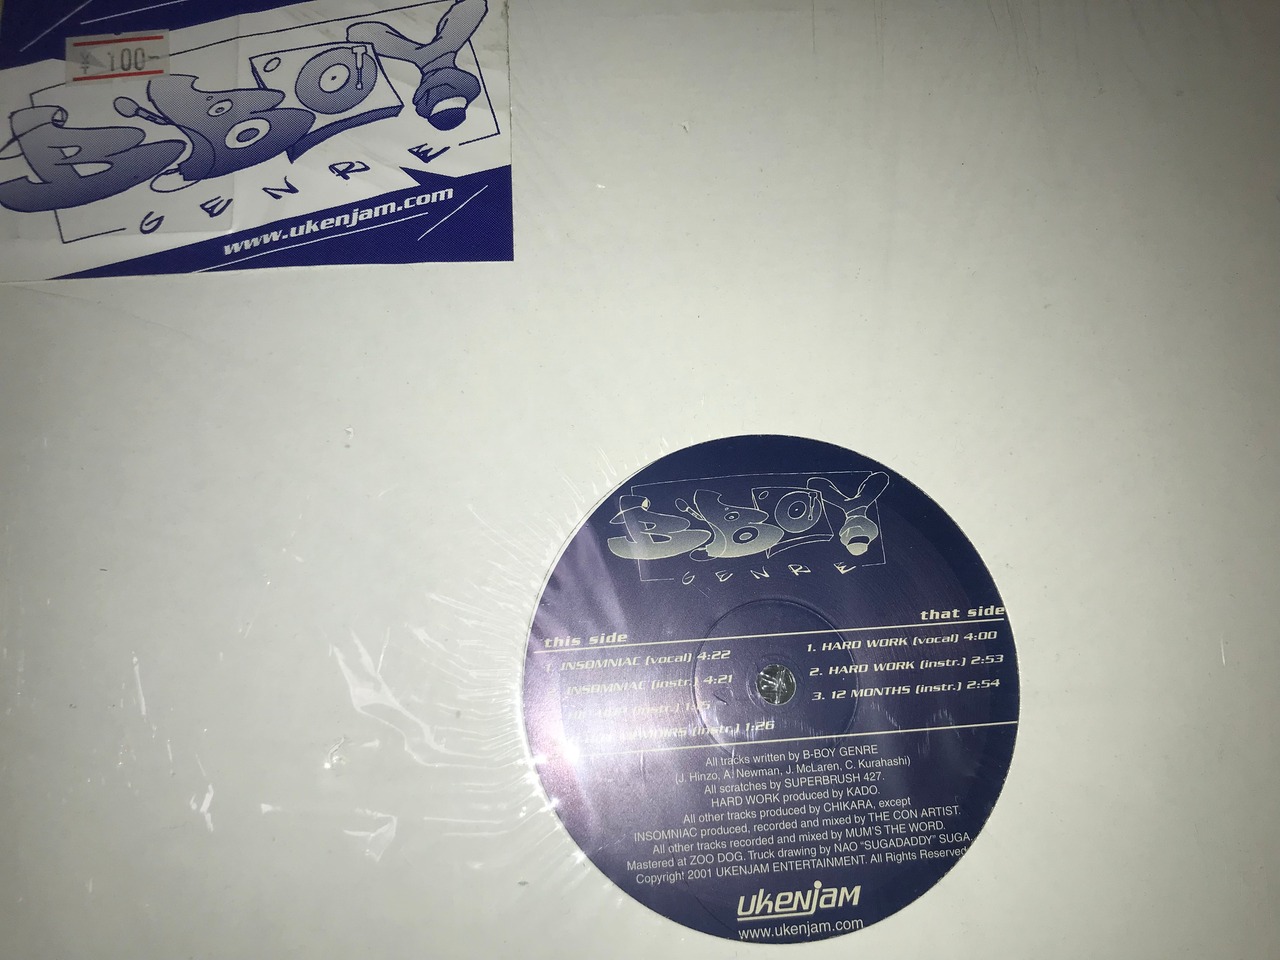 ¥ 100-
B-BOY
GENRE
www.ukenjam.com
B-BOY
GENRE
this side
1. INSOMNIAC (vocal) 4:22
INSOMNIAC (instr.) 4:21
(instr.)
(instr.) 1:26
that side
1. HARD WORK (vocal) 4:00
2. HARD WORK (instr.) 2:53
3. 12 MONTHS (instr.) 2:54
All tracks written by B-BOY GENRE
(J. Hinzo, A. Newman, J. McLaren, C. Kurahashi)
All scratches by SUPERBRUSH 427.
HARD WORK produced by KADO.
All other tracks produced by CHIKARA, except
INSOMNIAC produced, recorded and mixed by THE CON ARTIST.
All other tracks recorded and mixed by MUM'S THE WORD.
Mastered at ZOO DOG. Truck drawing by NAO "SUGADADDY" SUGA.
Copyright 2001 UKENJAM ENTERTAINMENT. All Rights Reserved
ukenjam
www.ukenjam.com